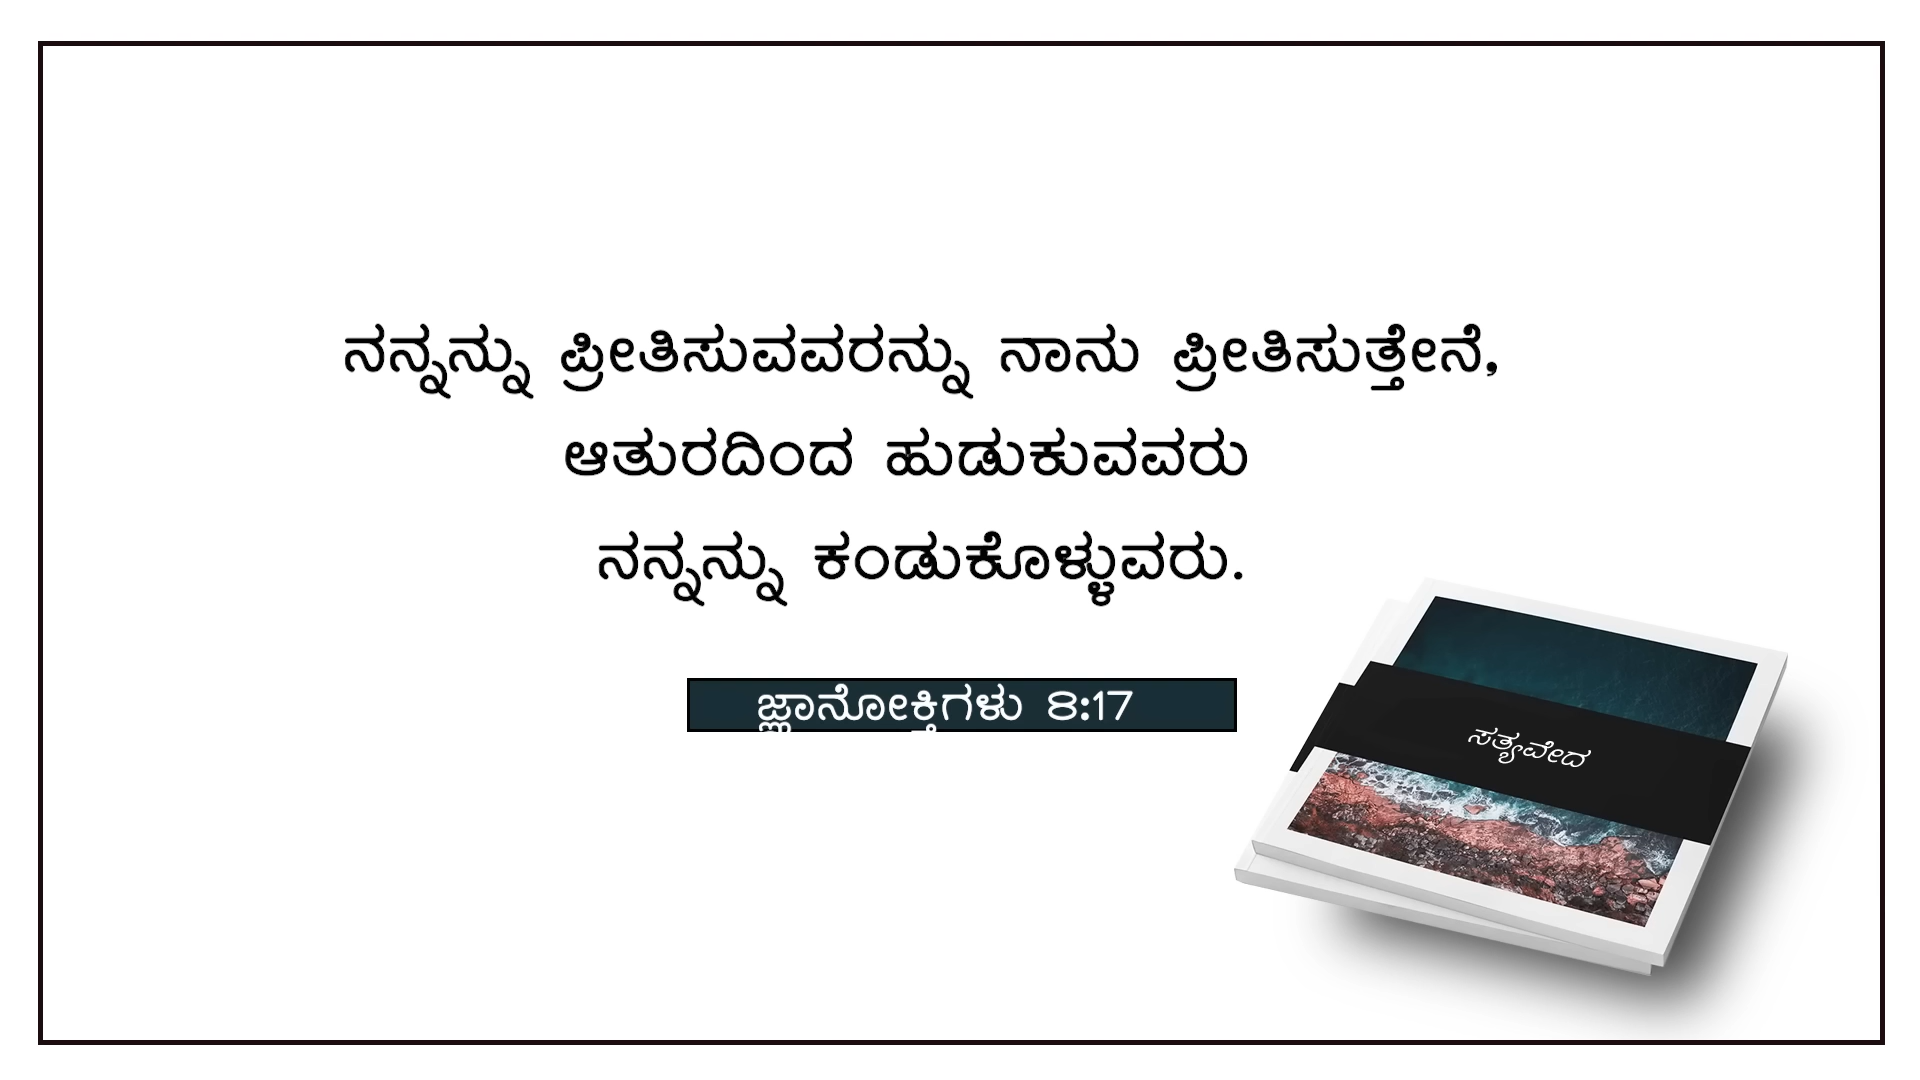 ನನ್ನನ್ನು ಪ್ರೀತಿಸುವವರನ್ನು ನಾನು ಪ್ರೀತಿಸುತ್ತೇನೆ,
ಆತುರದಿಂದ ಹುಡುಕುವವರು
ನನ್ನನ್ನು ಕಂಡುಕೊಳ್ಳುವರು.
ಜ್ಞಾನೋಕ್ತಿಗಳು 8:17
ಸತ್ಯವೇದ